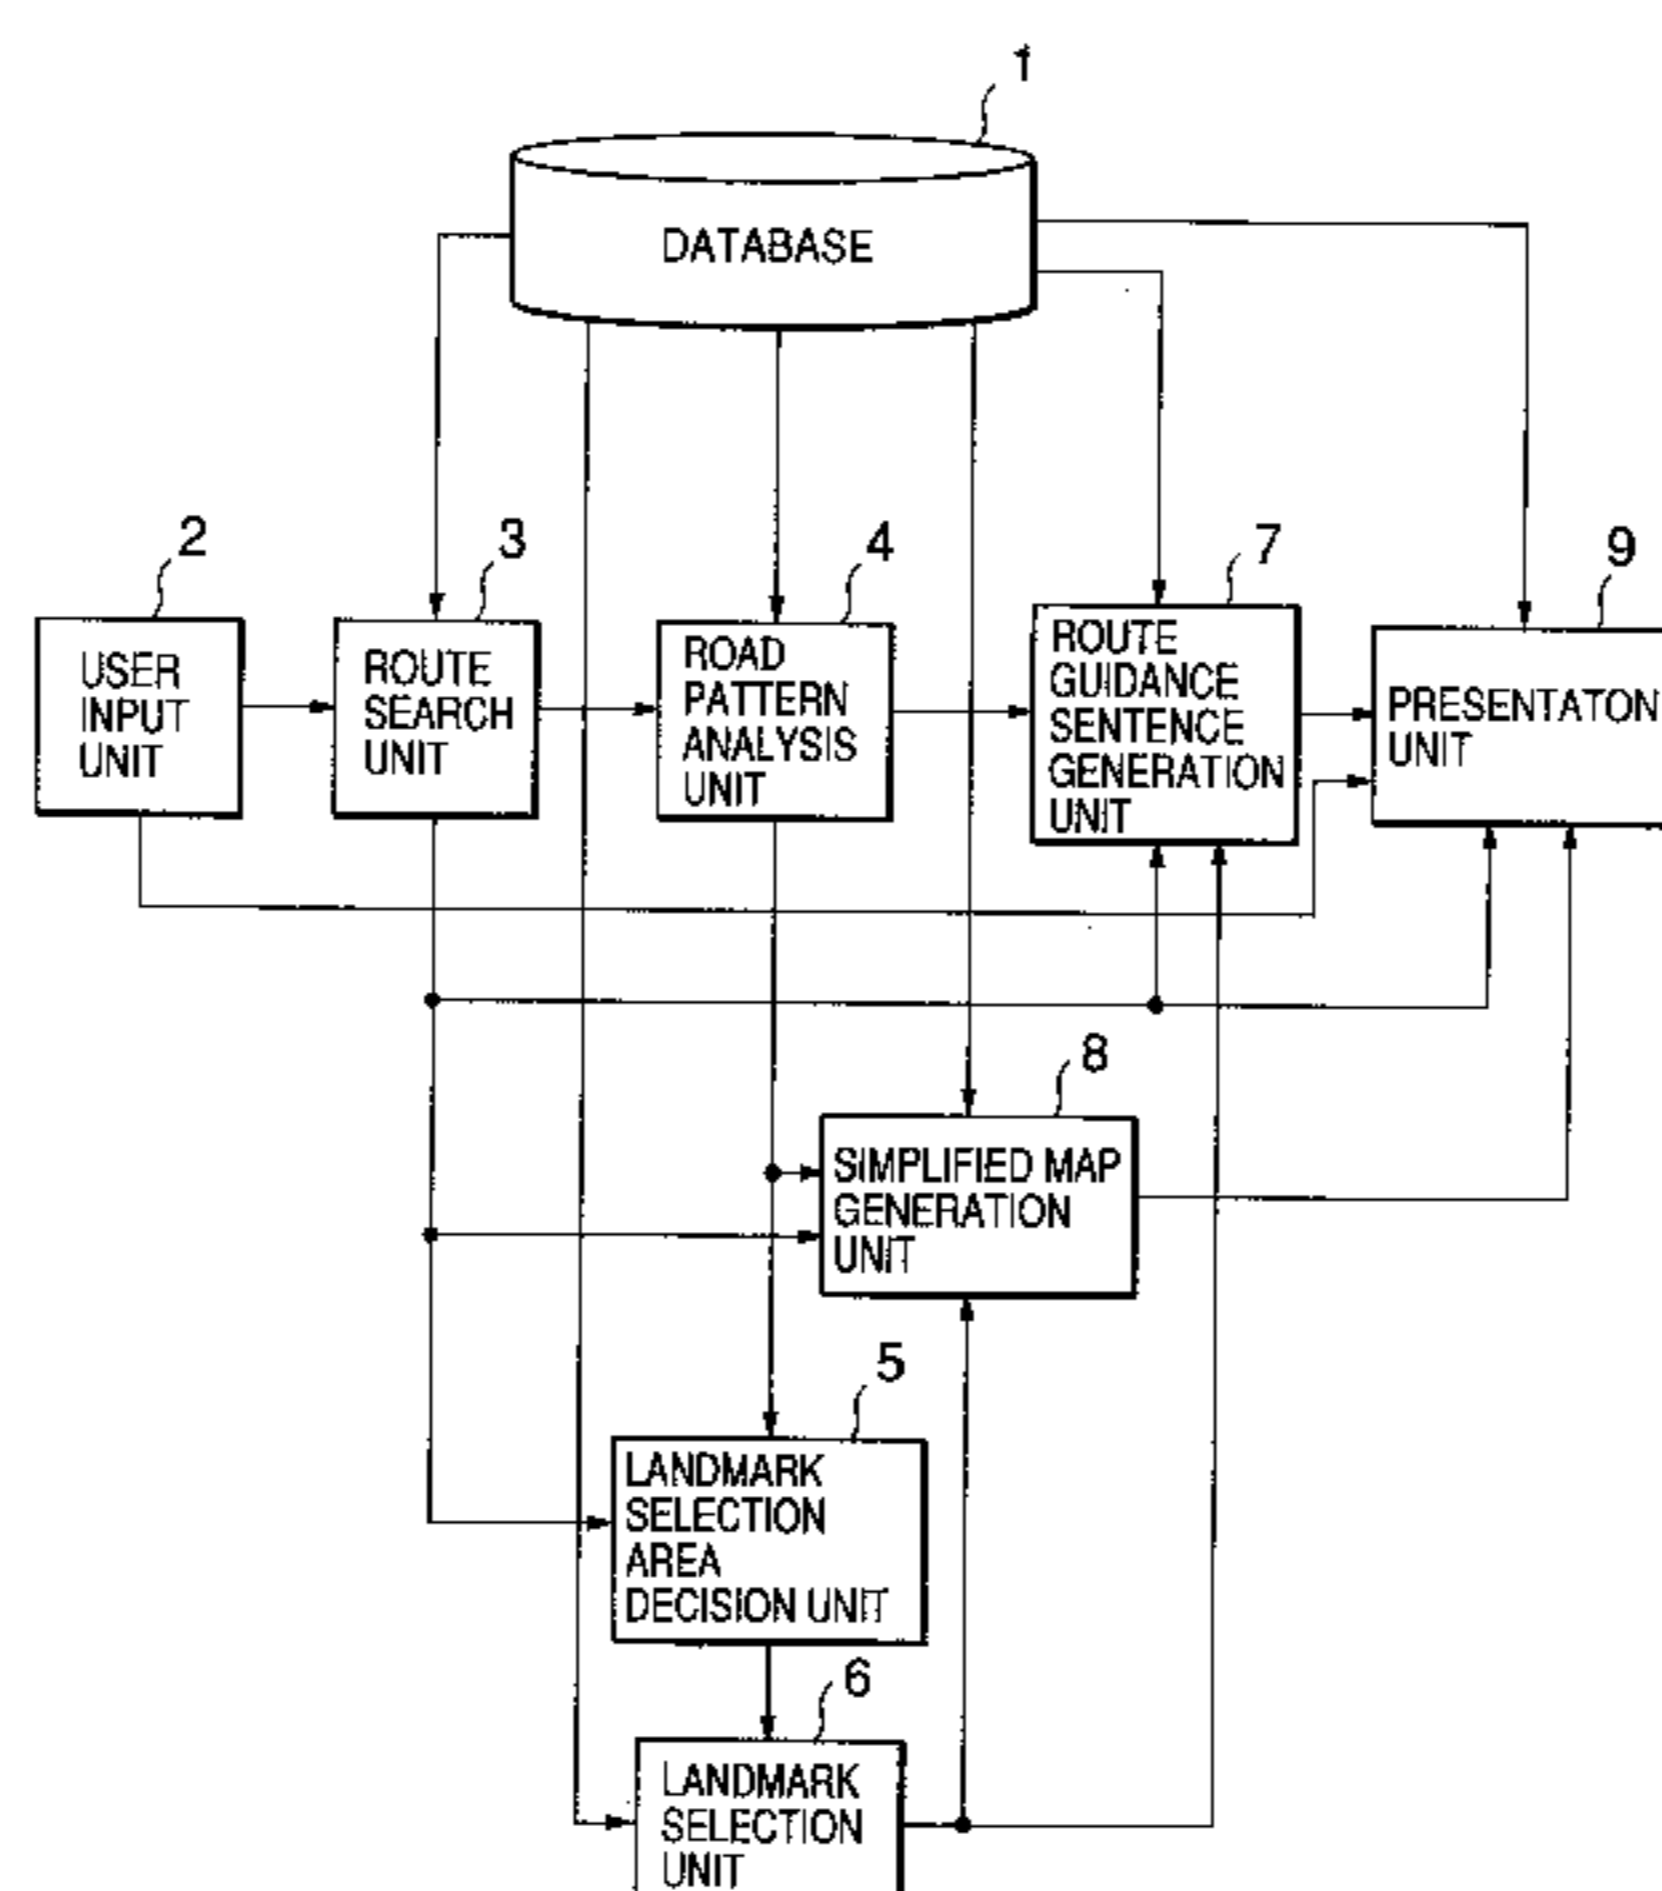 1
DATABASE
2
USER
INPUT
UNIT
3
ROUTE
SEARCH
UNIT
4
ROAD
PATTERN
ANALYSIS
UNIT
7
ROUTE
GUIDANCE
SENTENCE
GENERATION
UNIT
9
PRESENTATON
UNIT
8
SIMPLIFIED MAP
GENERATION
UNIT
5
LANDMARK
SELECTION
AREA
DECISION UNIT
6
LANDMARK
SELECTION
UNIT